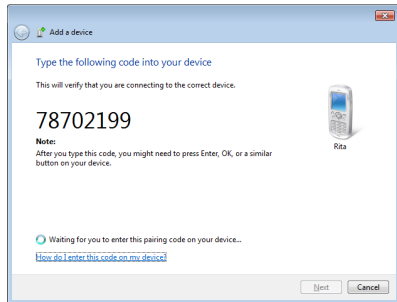 Add a device
Type the following code into your device
This will verify that you are connecting to the correct device.
78702199
Note:
After you type this code, you might need to press Enter, OK, or a similar
button on your device.
Rita
Waiting for you to enter this pairing code on your device...
How do I enter this code on my device?
Next
Cancel